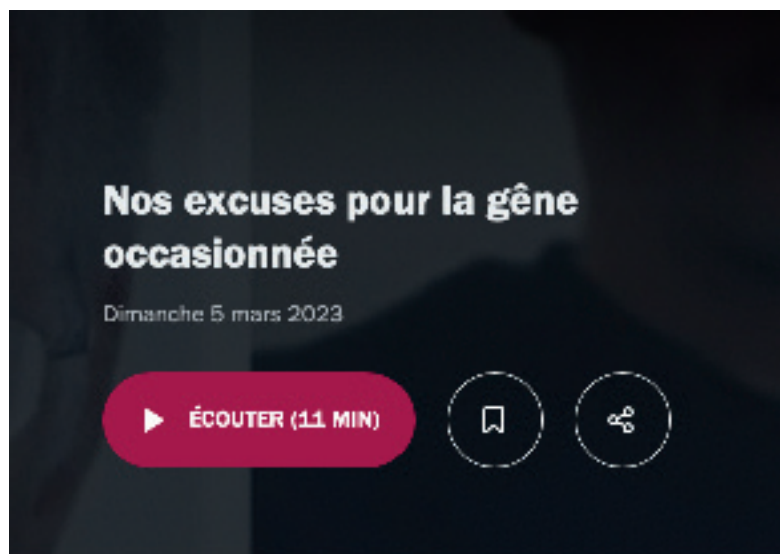 Nos excuses pour la gêne
occasionnée
Dimanche 5 mars 2023
ÉCOUTER (11 MIN)